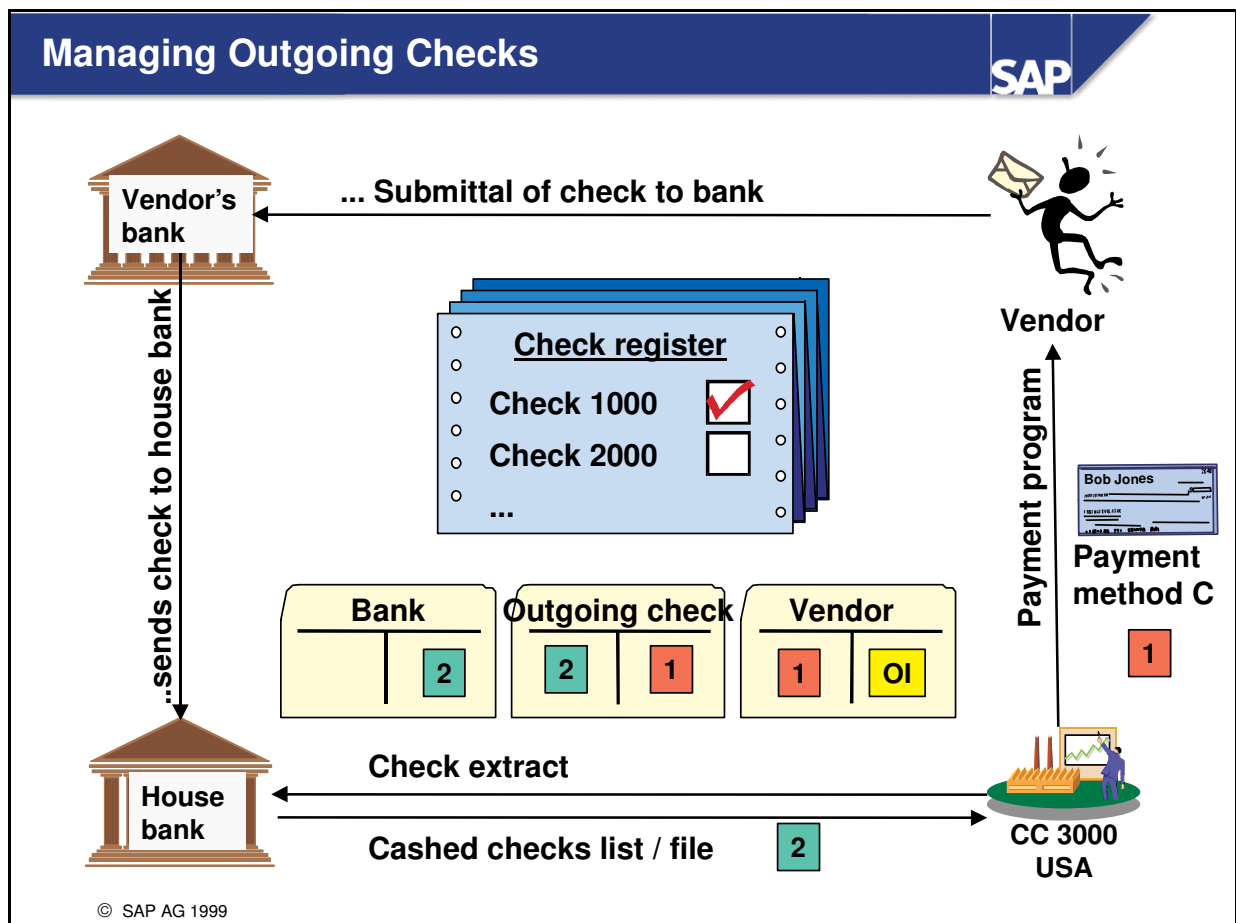 Managing Outgoing Checks
SAP
Vendor's
bank
... Submittal of check to bank
Vendor
...sends check to house bank
Check register
Check 1000
Check 2000
...
Payment program
Bob Jones
Payment
method C
1
Bank
2
Outgoing check
2
1
Vendor
1
OI
House
bank
Check extract
Cashed checks list / file
2
CC 3000
USA
© SAP AG 1999